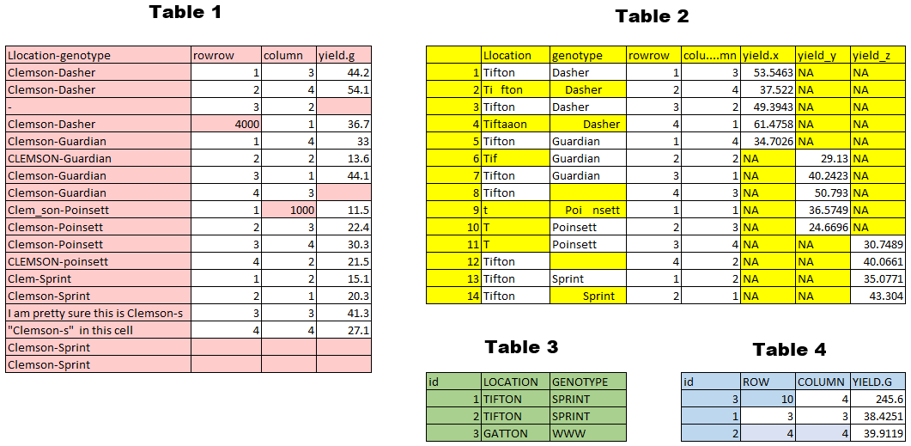 Table 1
Llocation-genotype rowrow column yield.g
Clemson-Dasher 1 3 44.2
Clemson-Dasher 2 4 54.1
- 3 2
Clemson-Dasher 4000 1 36.7
Clemson-Guardian 1 4 33
CLEMSON-Guardian 2 2 13.6
Clemson-Guardian 3 1 44.1
Clemson-Guardian 4 3
Clem_son-Poinsett 1 1000 11.5
Clemson-Poinsett 2 3 22.4
Clemson-Poinsett 3 4 30.3
CLEMSON-poinsett 4 2 21.5
Clem-Sprint 1 2 15.1
Clemson-Sprint 2 1 20.3
I am pretty sure this is Clemson-s 3 3 41.3
"Clemson-s" in this cell 4 4 27.1
Clemson-Sprint
Clemson-Sprint
Table 2
Llocation genotype rowrow colu....mn yield.x yield_y yield_z
1 Tifton Dasher 1 3 53.5463 NA NA
2 Ti fton Dasher 2 4 37.522 NA NA
3 Tifton Dasher 3 2 49.3943 NA NA
4 Tiftaaon Dasher 4 1 61.4758 NA NA
5 Tifton Guardian 1 4 34.7026 NA NA
6 Tif Guardian 2 2 NA 29.13 NA
7 Tifton Guardian 3 1 NA 40.2423 NA
8 Tifton 4 3 NA 50.793 NA
9 t Poi nsett 1 1 NA 36.5749 NA
10 T Poinsett 2 3 NA 24.6696 NA
11 T Poinsett 3 4 NA NA 30.7489
12 Tifton 4 2 NA NA 40.0661
13 Tifton Sprint 1 2 NA NA 35.0771
14 Tifton Sprint 2 1 NA NA 43.304
Table 3
id LOCATION GENOTYPE
1 TIFTON SPRINT
2 TIFTON SPRINT
3 GATTON WWW
Table 4
id ROW COLUMN YIELD.G
3 10 4 245.6
1 3 3 38.4251
2 4 4 39.9119